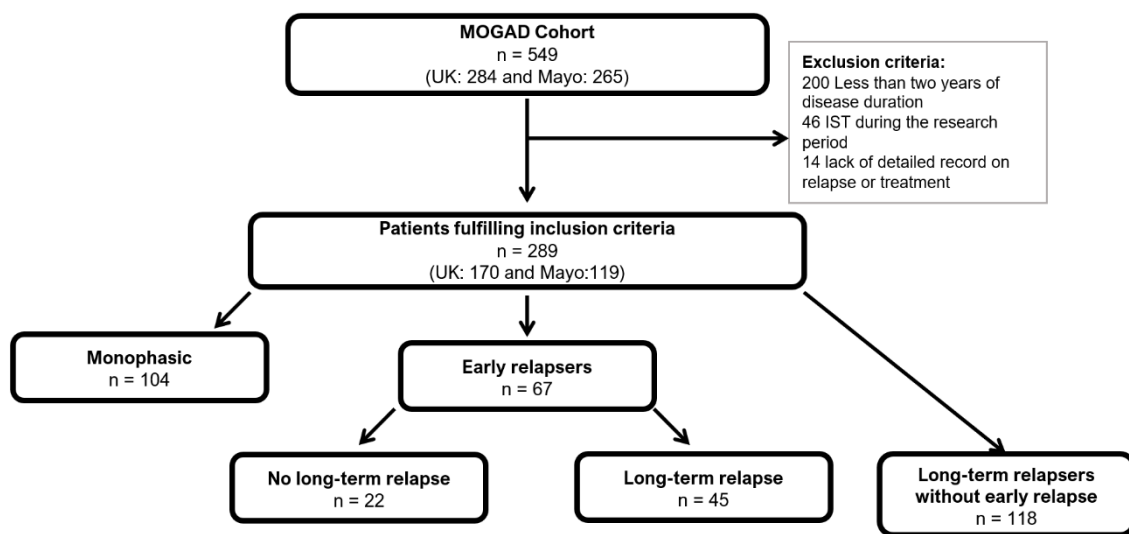 MOGAD Cohort
n = 549
(UK: 284 and Mayo: 265)
Exclusion criteria:
200 Less than two years of
disease duration
46 IST during the research
period
14 lack of detailed record on
relapse or treatment
Patients fulfilling inclusion criteria
n = 289
(UK: 170 and Mayo:119)
Monophasic
n = 104
Early relapsers
n = 67
No long-term relapse
n = 22
Long-term relapse
n = 45
Long-term relapsers
without early relapse
n = 118